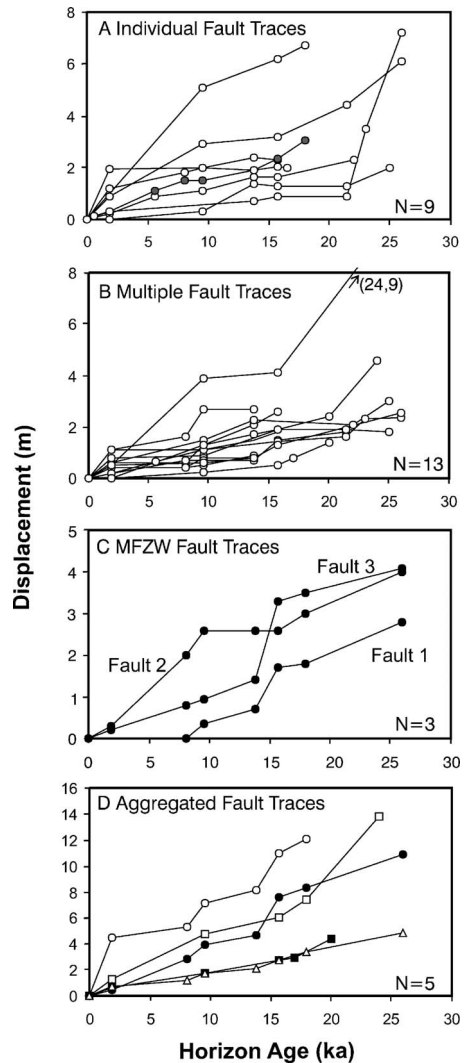 A Individual Fault Traces
8
6
4
2
0
0 5 10 15 20 25 30
N=9
B Multiple Fault Traces
(24,9)
8
6
4
2
0
0 5 10 15 20 25 30
N=13
Displacement (m)
C MFZW Fault Traces
5
4
3
2
1
0
Fault 3
Fault 2
Fault 1
N=3
0 5 10 15 20 25 30
D Aggregated Fault Traces
16
14
12
10
8
6
4
2
0
N=5
0 5 10 15 20 25 30
Horizon Age (ka)